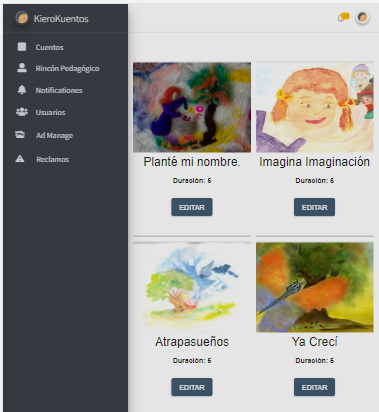 KieroKuentos
Cuentos
Rincón Pedagógico
Notificationes
Usuarios
Ad Manage
Reclamos
Planté mi nombre.
Duración: 5
EDITAR
Imagina Imaginación
Duración: 5
EDITAR
Atrapasueños
Duración: 5
EDITAR
Ya Crecí
Duración: 5
EDITAR